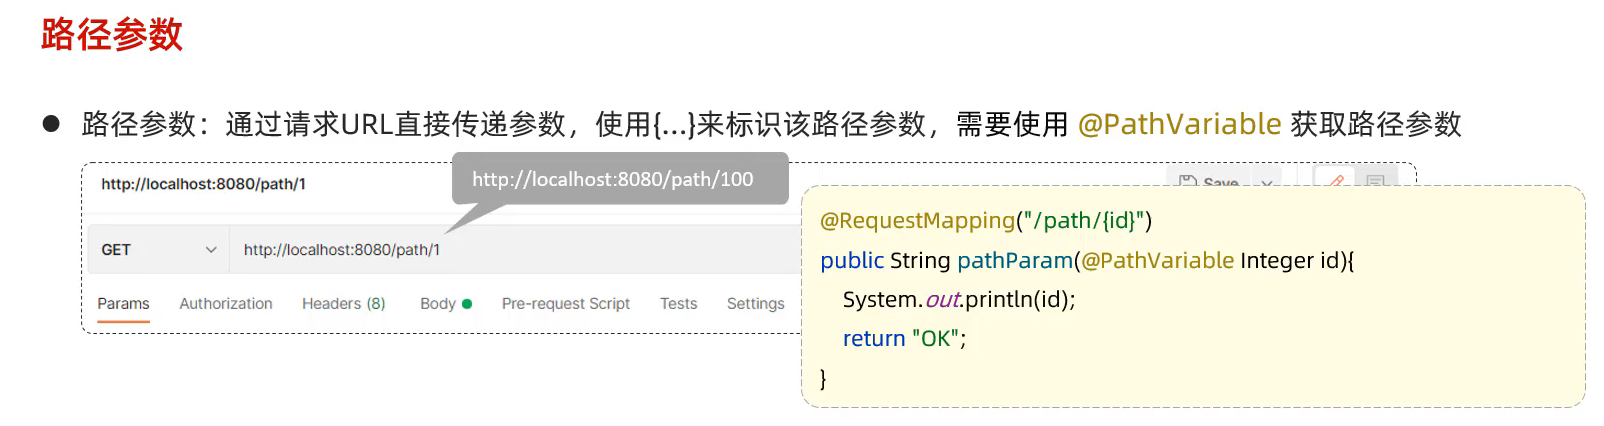 路径参数
路径参数：通过请求URL直接传递参数，使用{…}来标识该路径参数，需要使用 @PathVariable 获取路径参数
http://localhost:8080/path/1
http://localhost:8080/path/100
Save
GET
http://localhost:8080/path/1
Params Authorization Headers (8) Body Pre-request Script Tests Settings
@RequestMapping("/path/{id}")
public String pathParam(@PathVariable Integer id){
System.out.println(id);
return "OK";
}